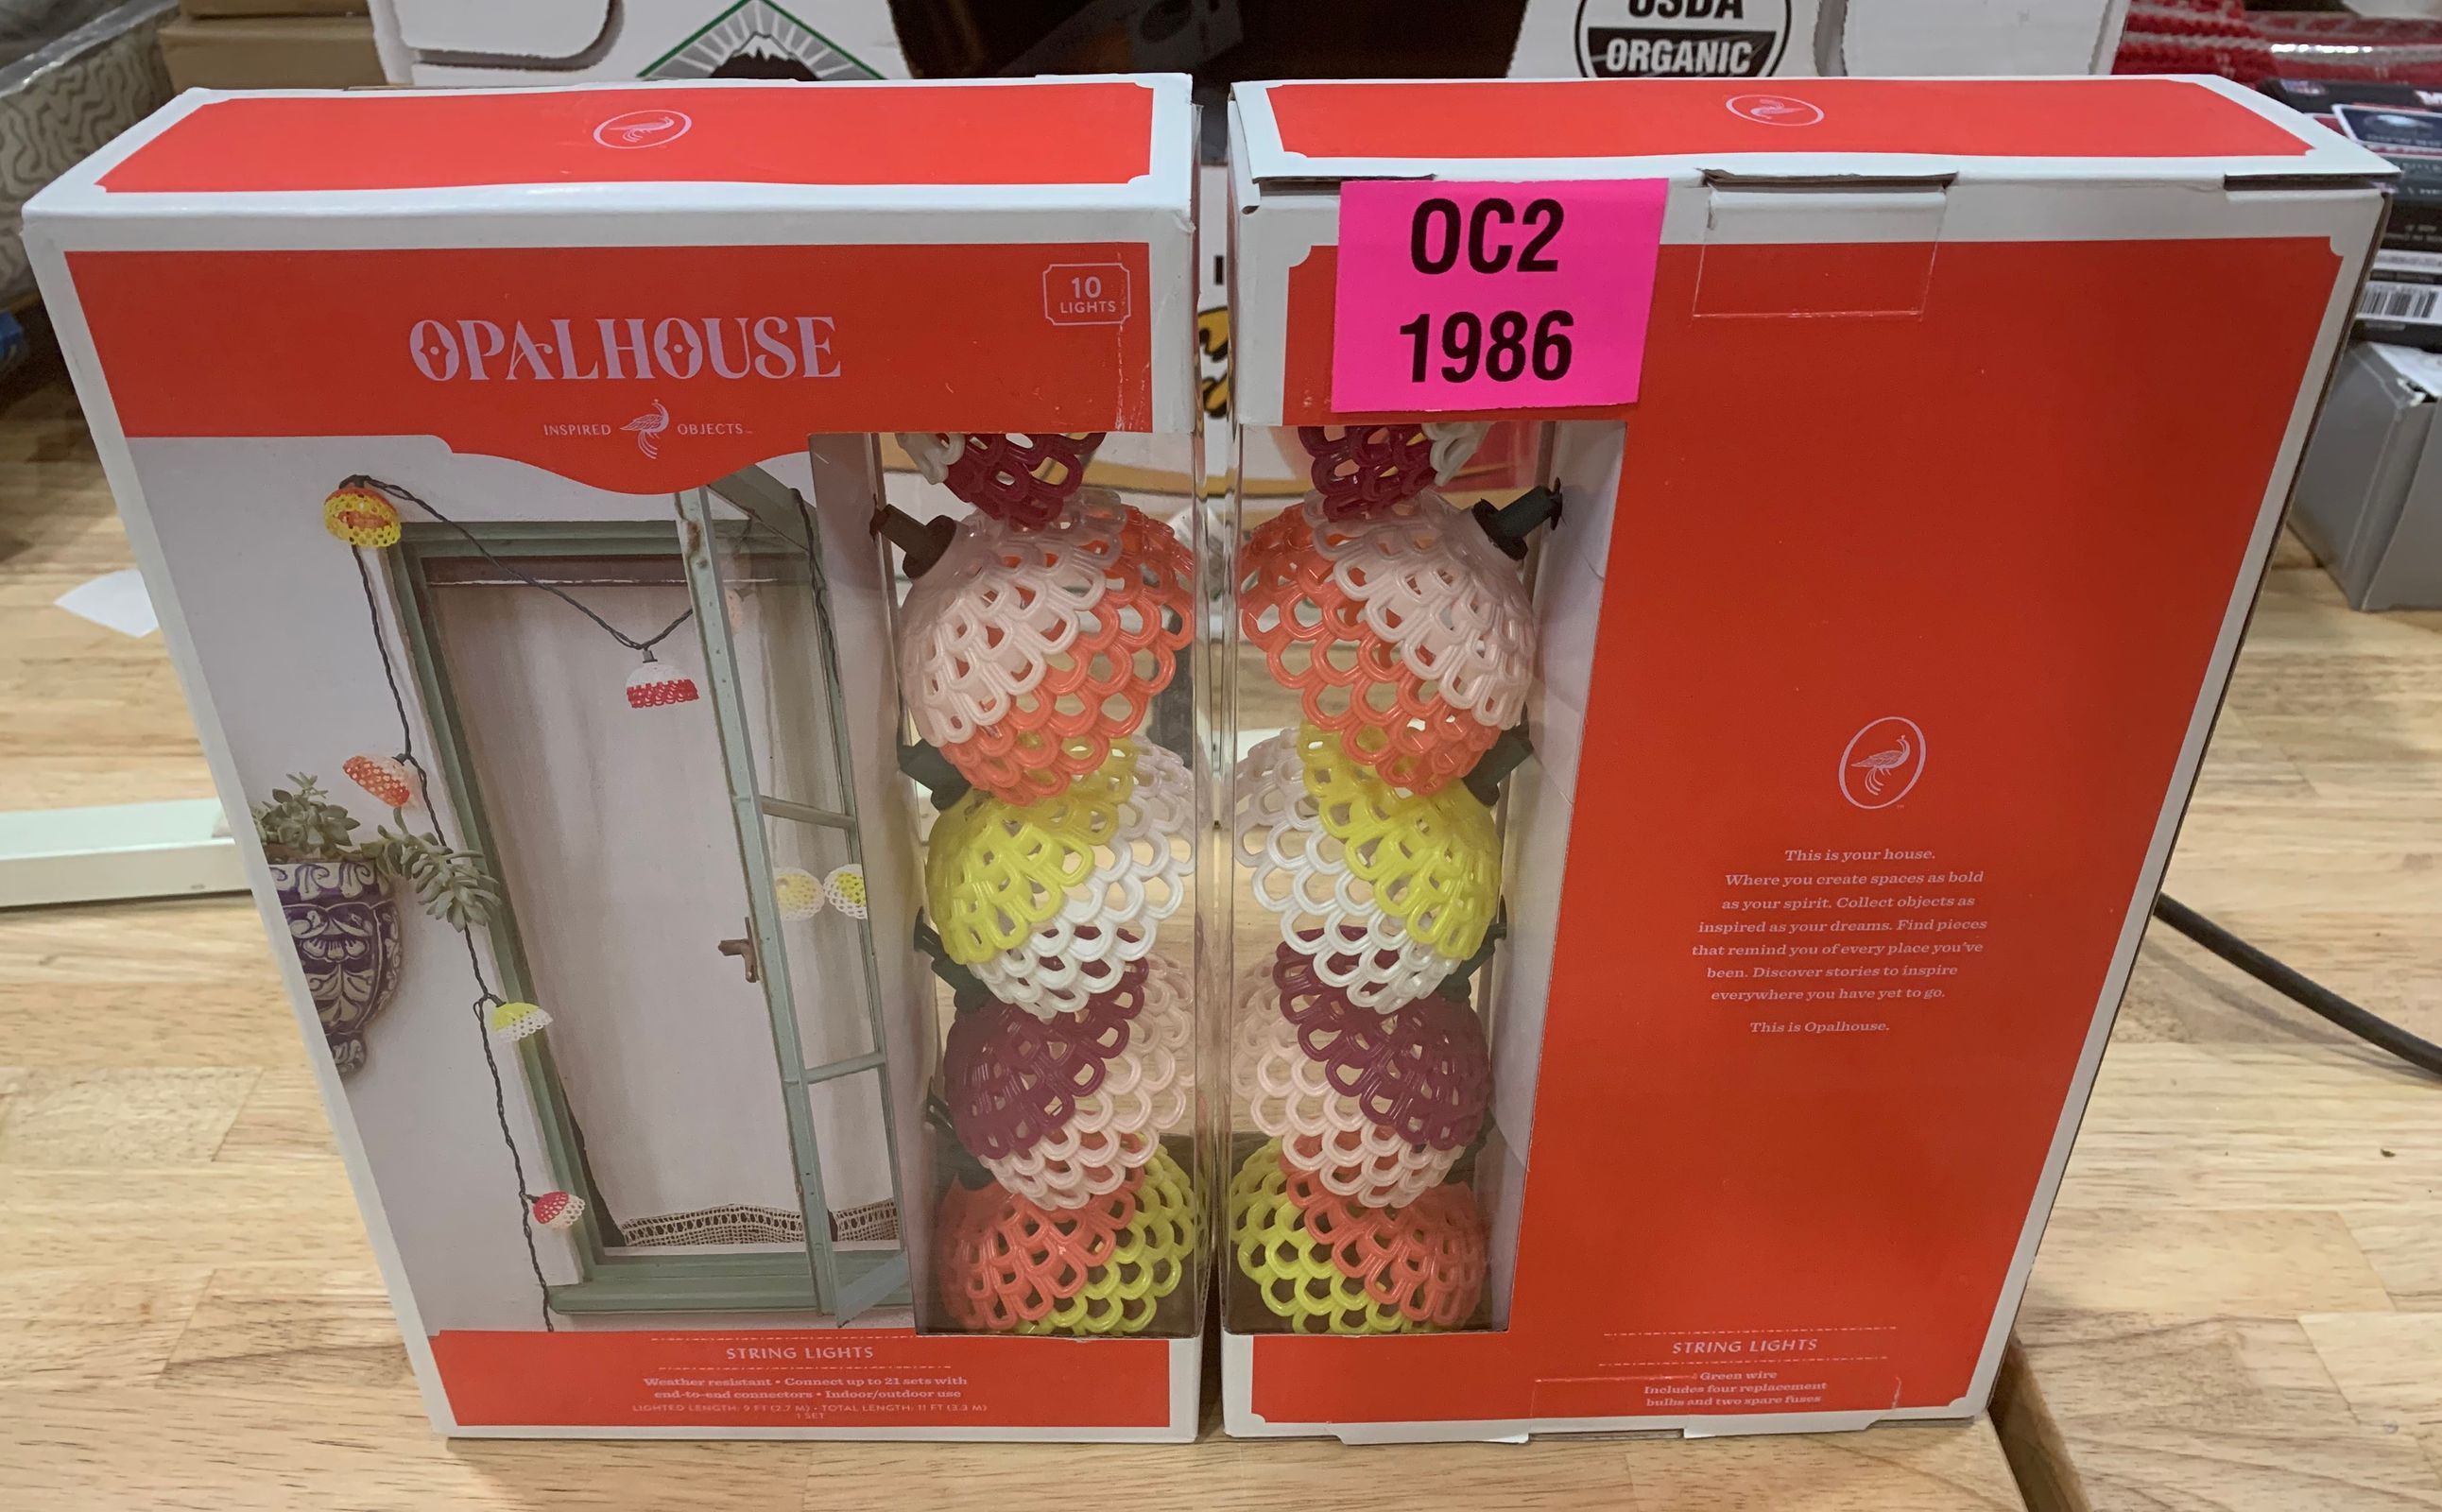 USDA
ORGANIC
10
LIGHTS
OPALHOUSE
INSPIRED OBJECTS
STRING LIGHTS
Weather resistant • Connect up to 21 sets with
end-to-end connectors • Indoor/outdoor use
LIGHTED LENGTH: 9 FT (2.7 M) • TOTAL LENGTH: 11 FT (3.3 M)
1 SET
OC2
1986
This is your house.
Where you create spaces as bold
as your spirit. Collect objects as
inspired as your dreams. Find pieces
that remind you of every place you've
been. Discover stories to inspire
everywhere you have yet to go.
This is Opalhouse.
STRING LIGHTS
Green wire
Includes four replacement
bulbs and two spare fuses